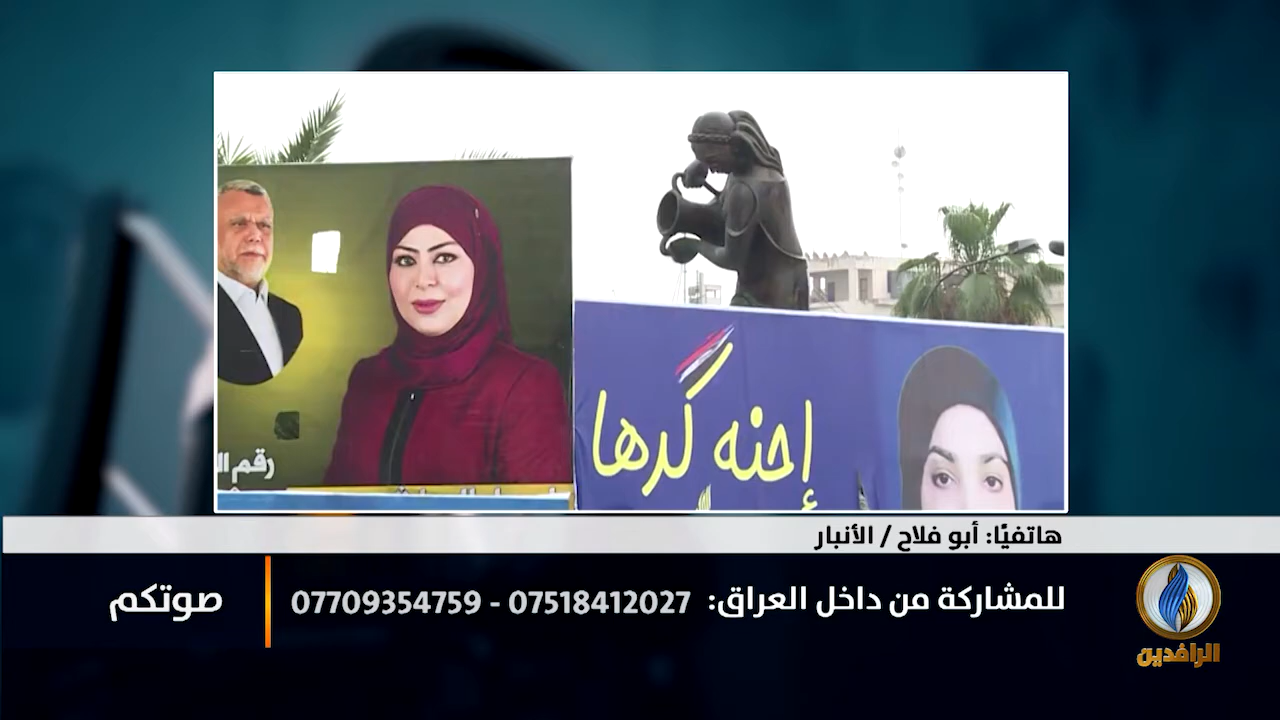 رقم
إحنه گدها
هاتفيًا: أبو فلاح / الأنبار
للمشاركة من داخل العراق: 07518412027 - 07709354759
صوتكم
الرافدين